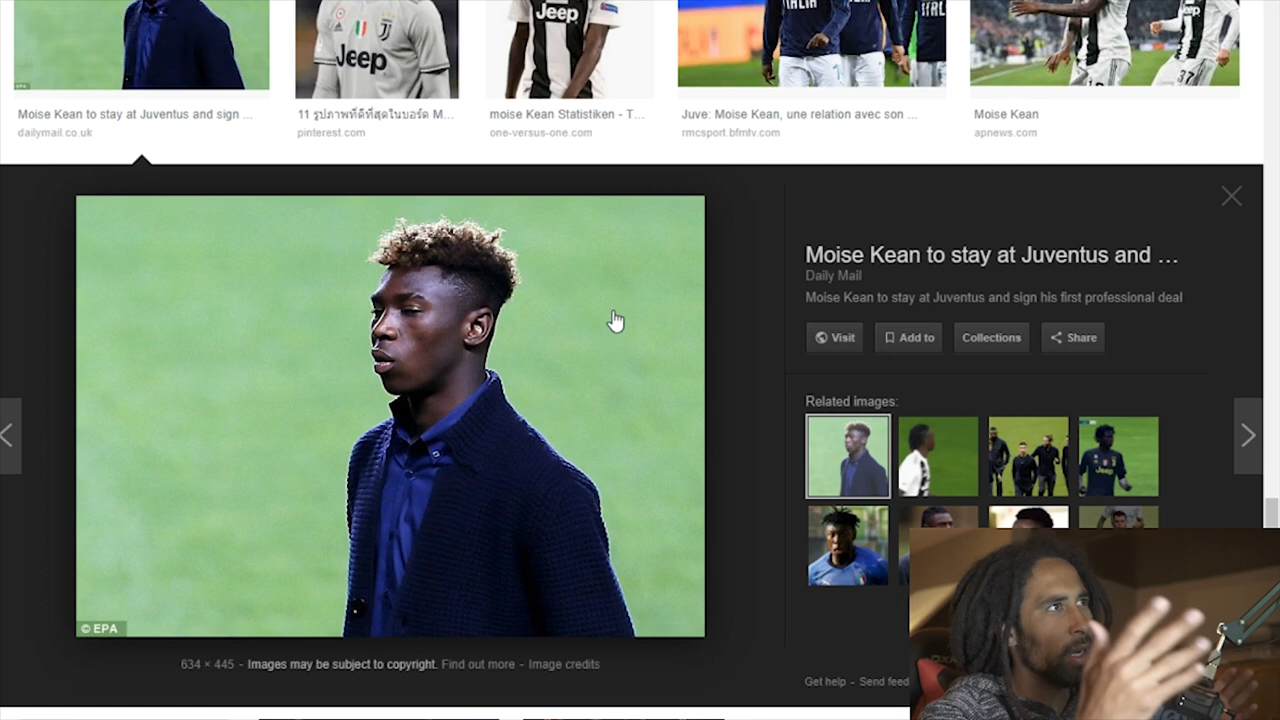 Jeep
Jeep
ITALIA
ITAL
37
Moise Kean to stay at Juventus and sign ...
dailymail.co.uk
11 รูปภาพที่ดีที่สุดในบอร์ด M...
pinterest.com
moise Kean Statistiken - T...
one-versus-one.com
Juve: Moise Kean, une relation avec son ...
rmcsport.bfmtv.com
Moise Kean
apnews.com
© EPA
634 × 445 - Images may be subject to copyright. Find out more - Image credits
Moise Kean to stay at Juventus and ...
Daily Mail
Moise Kean to stay at Juventus and sign his first professional deal
Visit
Add to
Collections
Share
Related images:
Jeep
Get help - Send feed